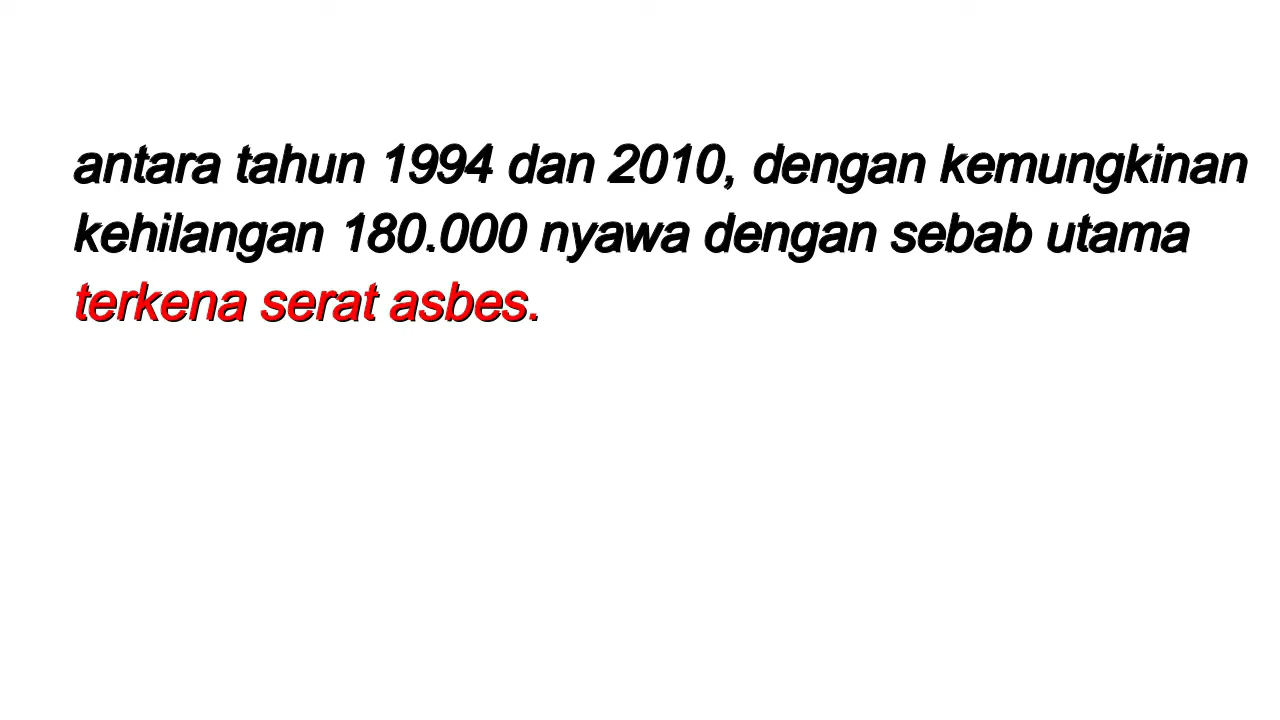 antara tahun 1994 dan 2010, dengan kemungkinan
kehilangan 180.000 nyawa dengan sebab utama
terkena serat asbes.